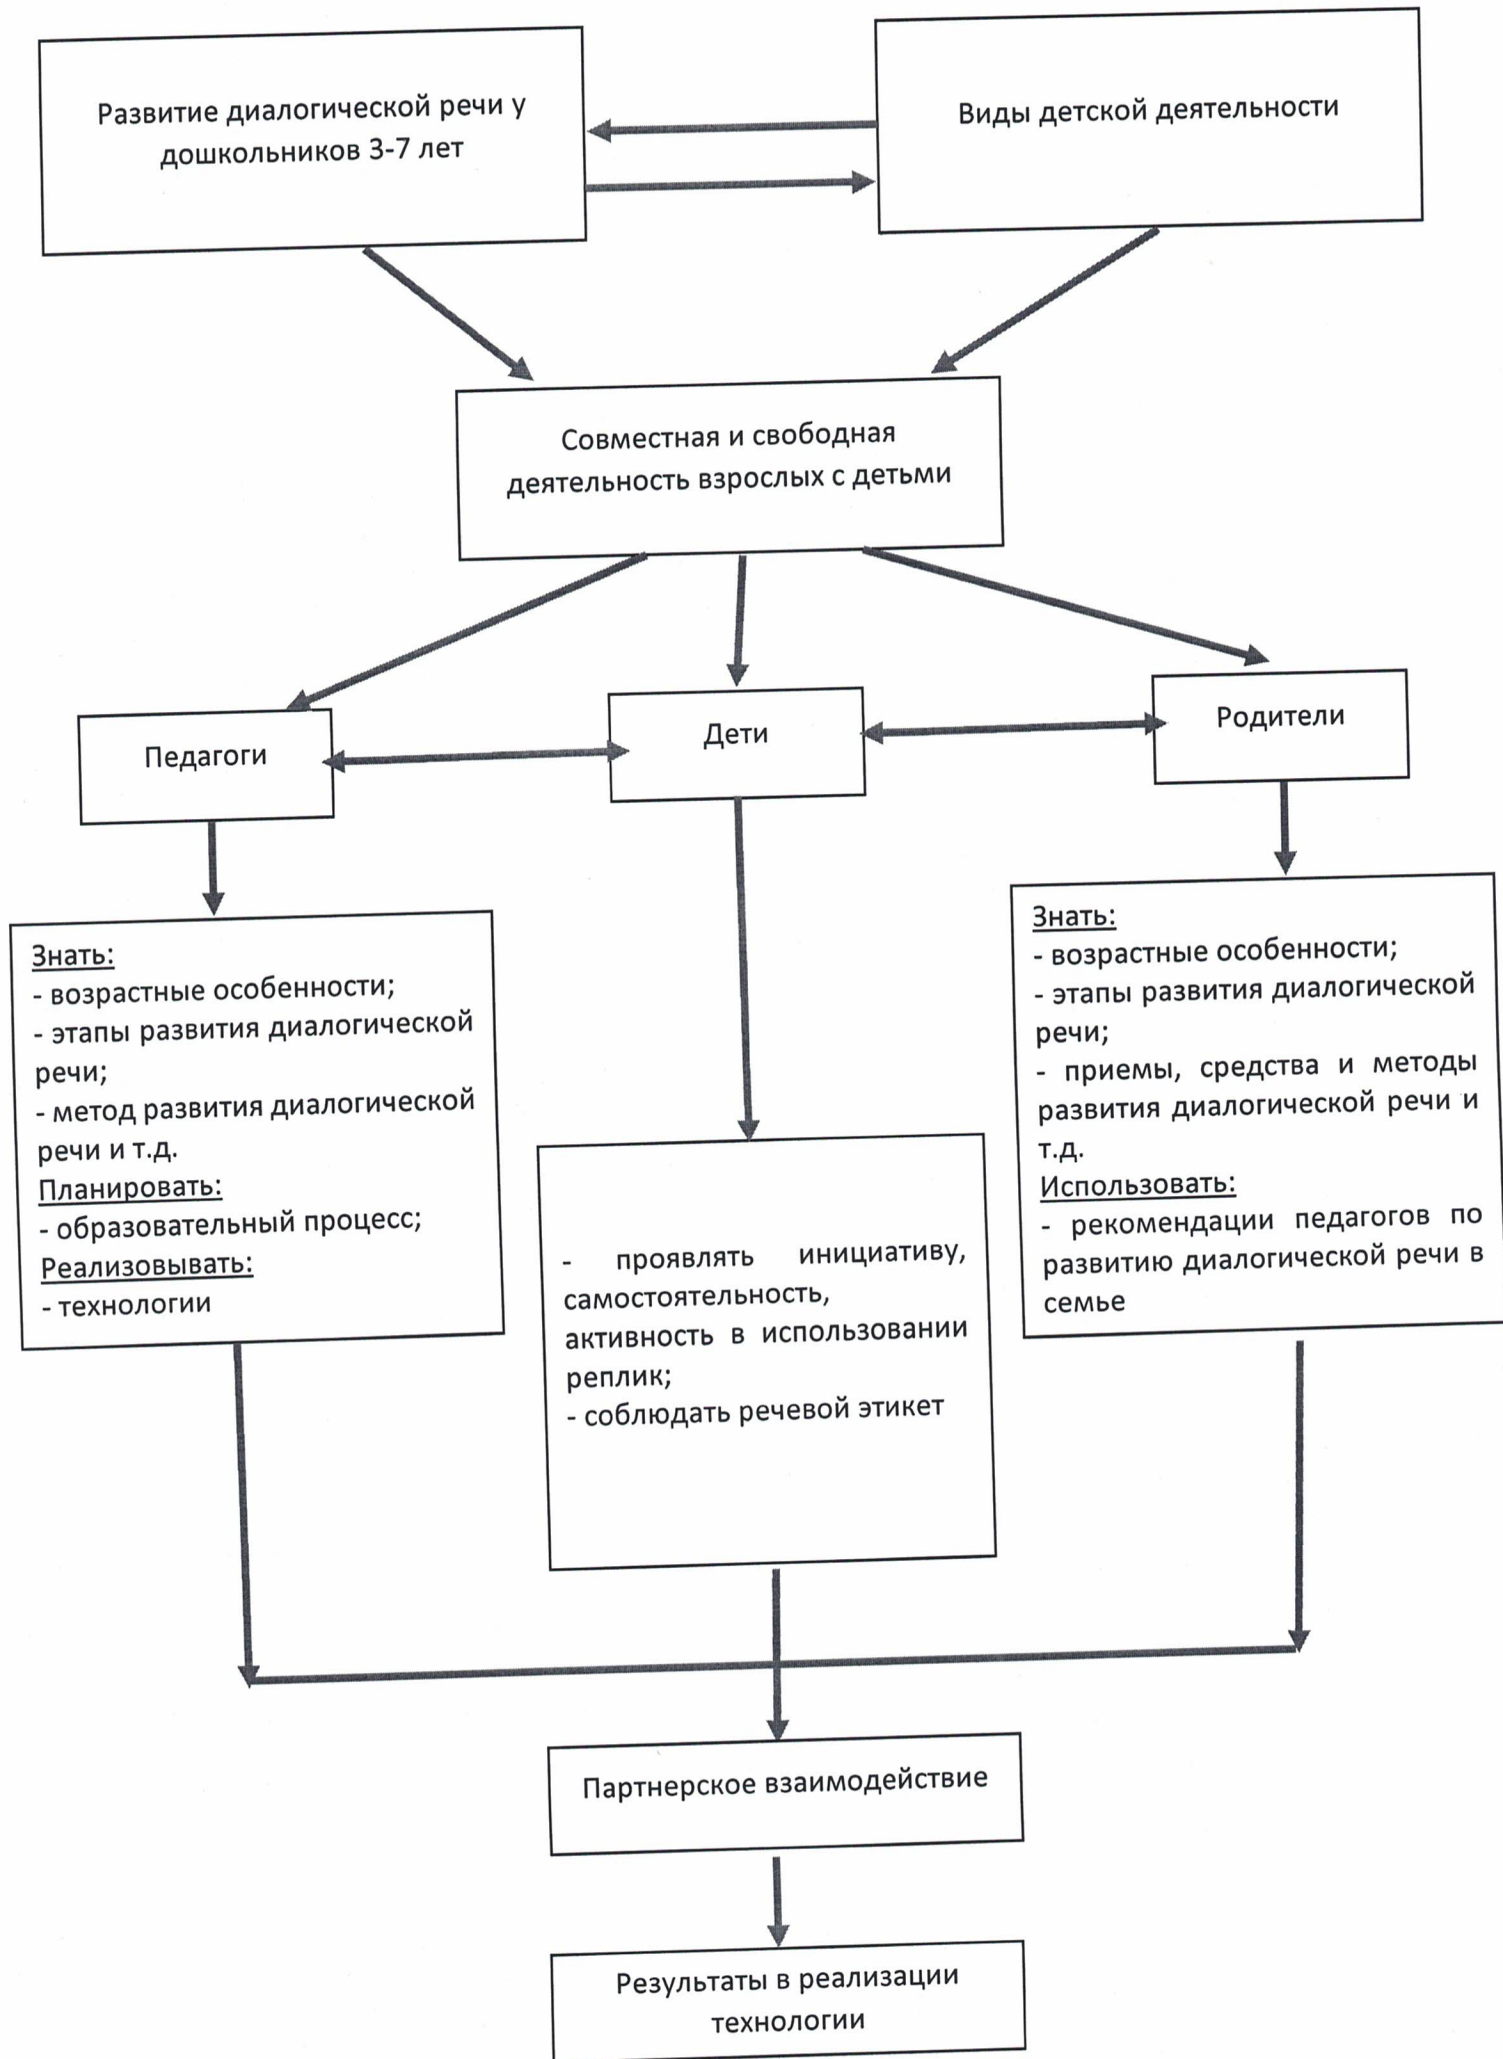 Развитие диалогической речи у
дошкольников 3-7 лет
Виды детской деятельности
Совместная и свободная
деятельность взрослых с детьми
Педагоги
Дети
Родители
Знать:
- возрастные особенности;
- этапы развития диалогической
речи;
- метод развития диалогической
речи и т.д.
Планировать:
- образовательный процесс;
Реализовывать:
- технологии
- проявлять инициативу,
самостоятельность,
активность в использовании
реплик;
- соблюдать речевой этикет
Знать:
- возрастные особенности;
- этапы развития диалогической
речи;
- приемы, средства и методы
развития диалогической речи и
т.д.
Использовать:
- рекомендации педагогов по
развитию диалогической речи в
семье
Партнерское взаимодействие
Результаты в реализации
технологии